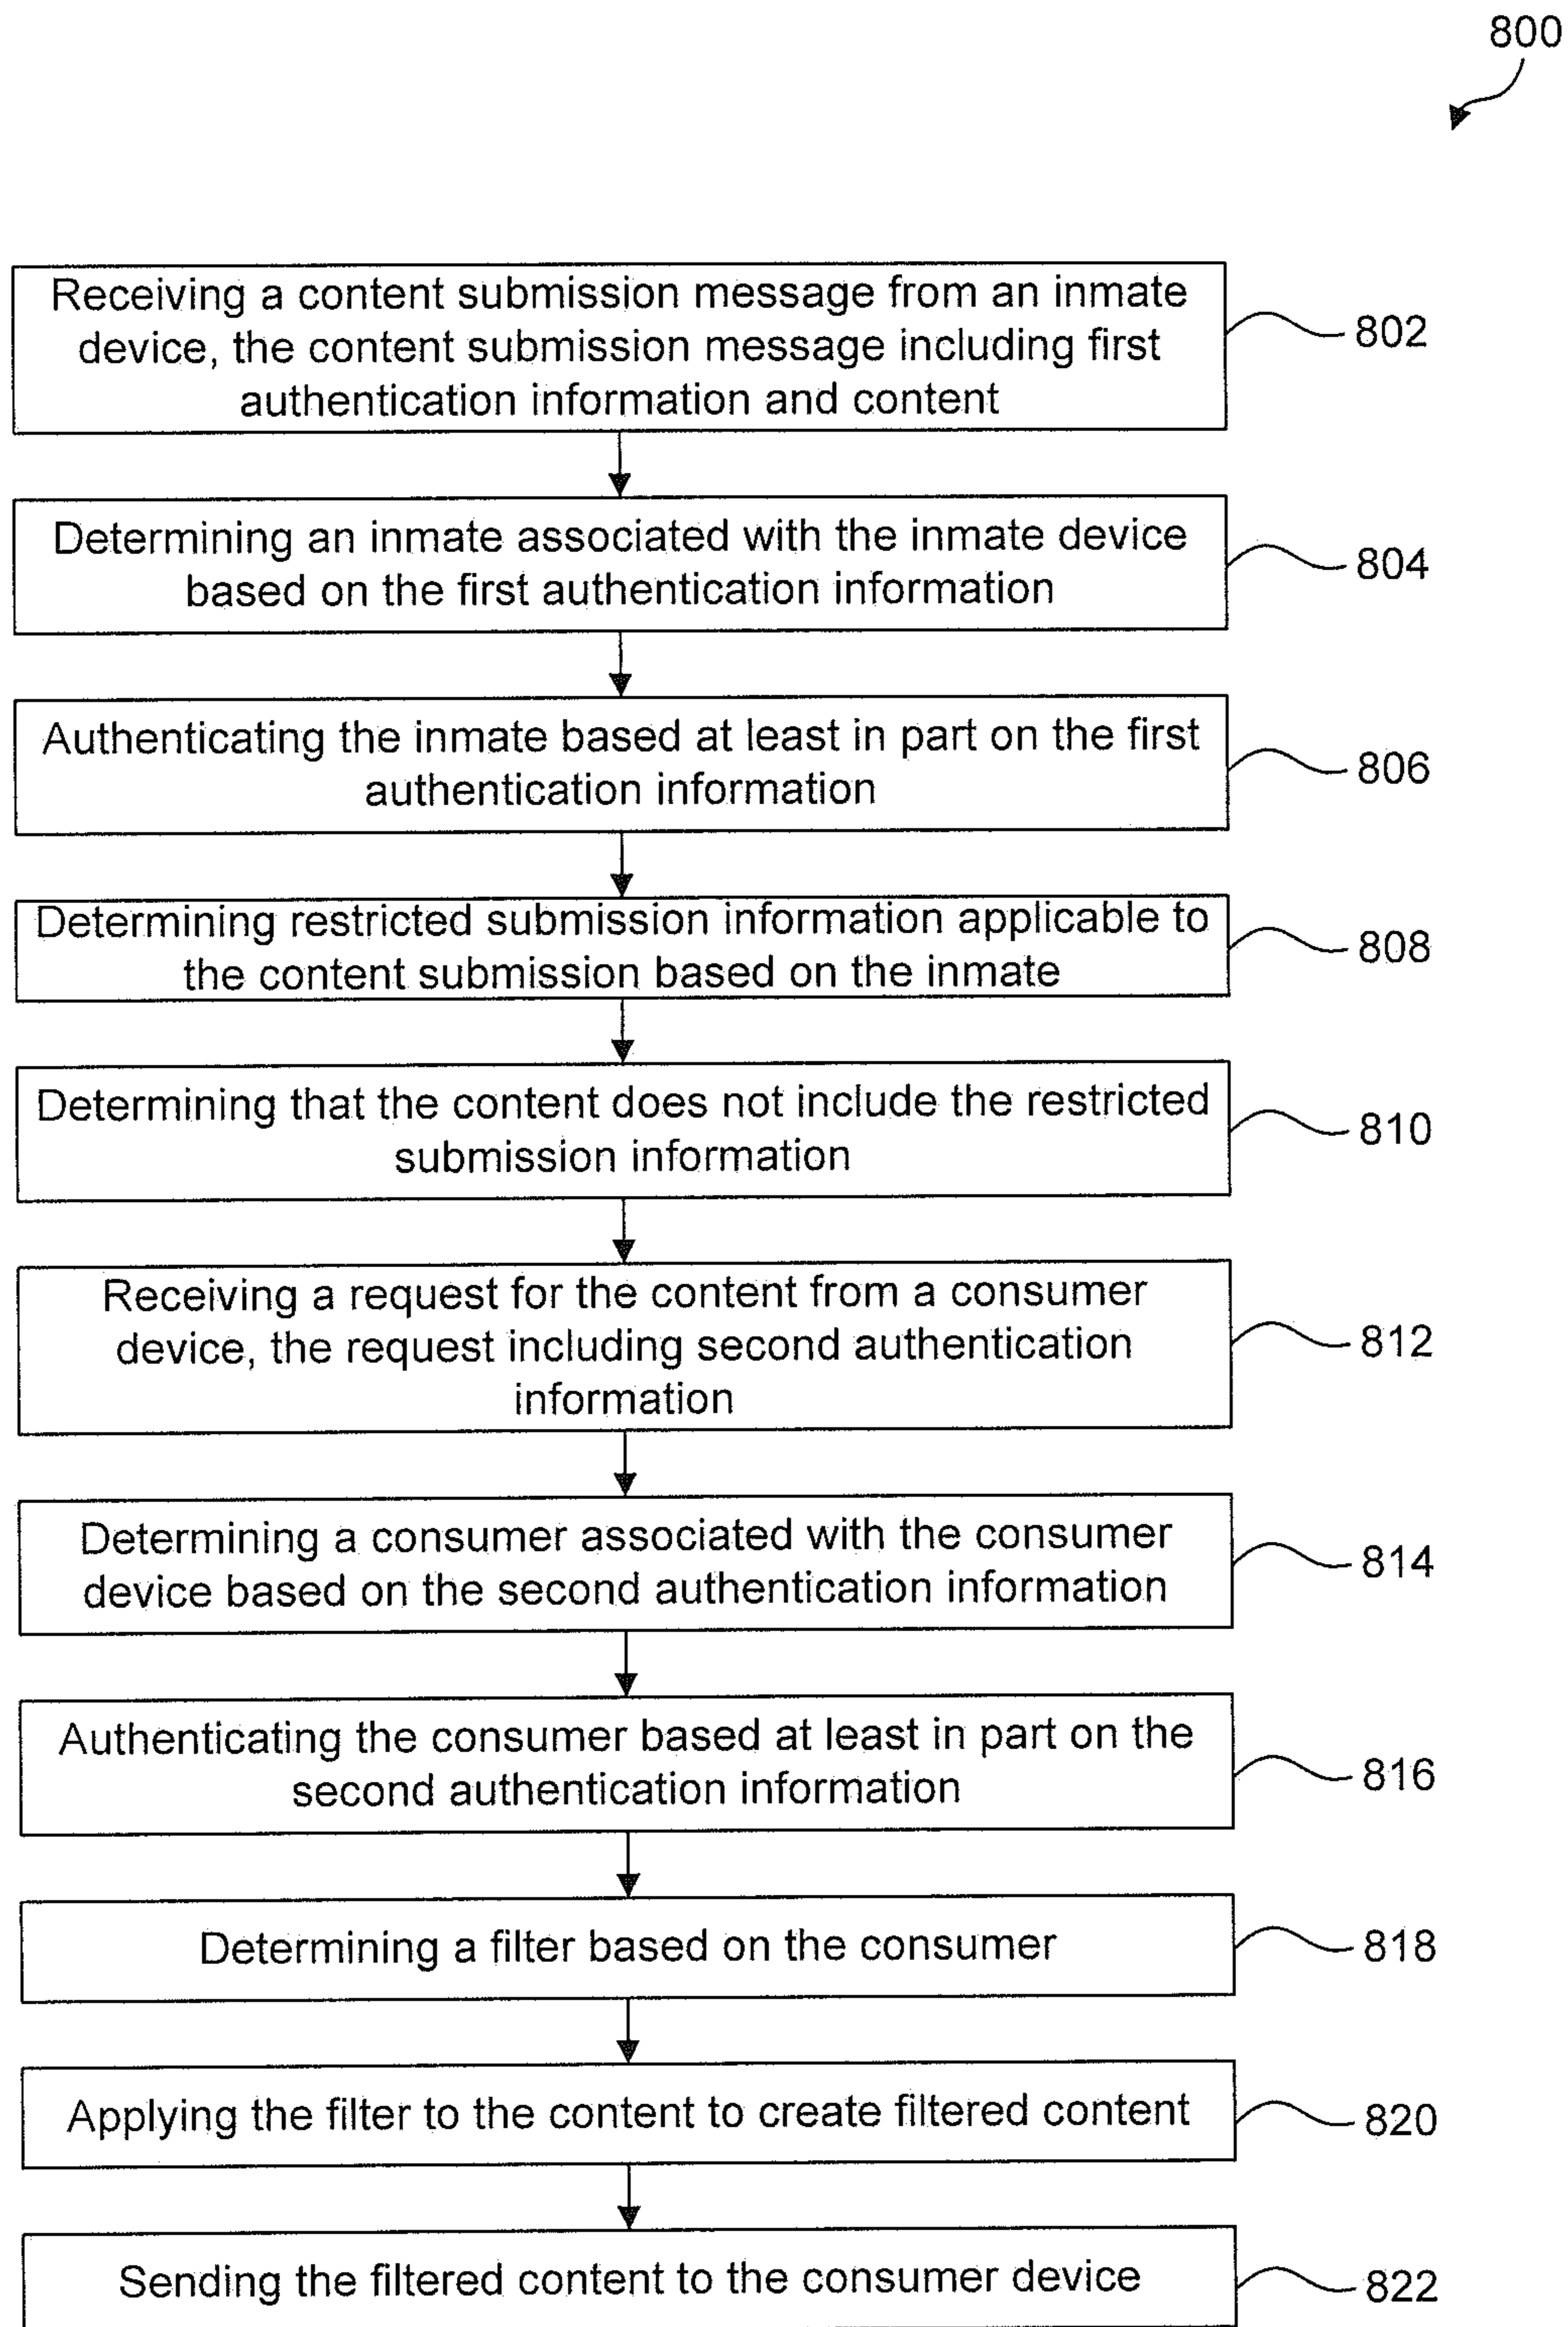 800
Receiving a content submission message from an inmate
device, the content submission message including first
authentication information and content
802
Determining an inmate associated with the inmate device
based on the first authentication information
804
Authenticating the inmate based at least in part on the first
authentication information
806
Determining restricted submission information applicable to
the content submission based on the inmate
808
Determining that the content does not include the restricted
submission information
810
Receiving a request for the content from a consumer
device, the request including second authentication
information
812
Determining a consumer associated with the consumer
device based on the second authentication information
814
Authenticating the consumer based at least in part on the
second authentication information
816
Determining a filter based on the consumer
818
Applying the filter to the content to create filtered content
820
Sending the filtered content to the consumer device
822